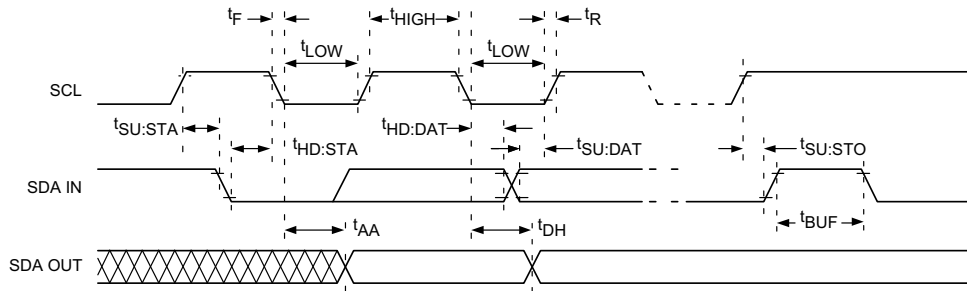 tF
tHIGH
tR
tLOW
tLOW
SCL
tSU:STA
tHD:STA
tHD:DAT
tSU:DAT
tSU:STO
SDA IN
tBUF
tAA
tDH
SDA OUT